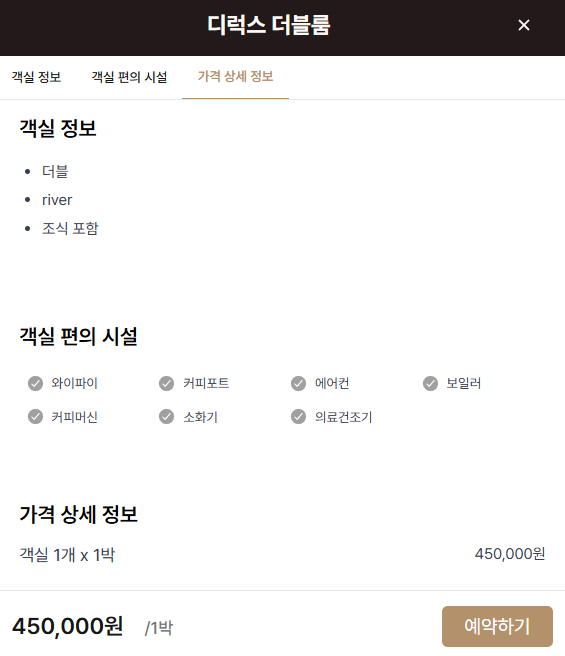 디럭스 더블룸
객실 정보 객실 편의 시설 가격 상세 정보
객실 정보
더블
river
조식 포함
객실 편의 시설
와이파이 커피포트 에어컨 보일러
커피머신 소화기 의료건조기
가격 상세 정보
객실 1개 x 1박 450,000원
450,000원 /1박 예약하기